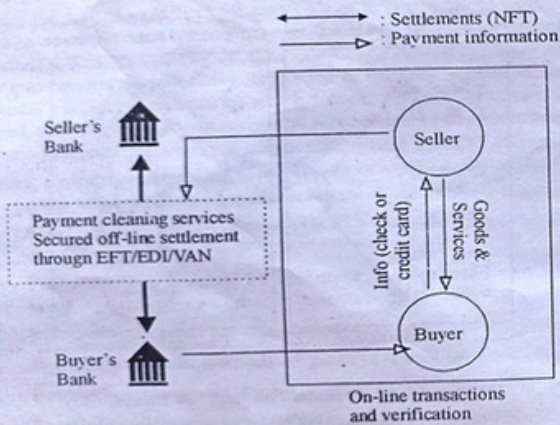 : Settlements (NFT)
: Payment information
Seller's
Bank
Seller
Payment cleaning services
Secured off-line settlement
through EFT/EDI/VAN
Info (check or
credit card)
Goods &
Services
Buyer's
Bank
Buyer
On-line transactions
and verification